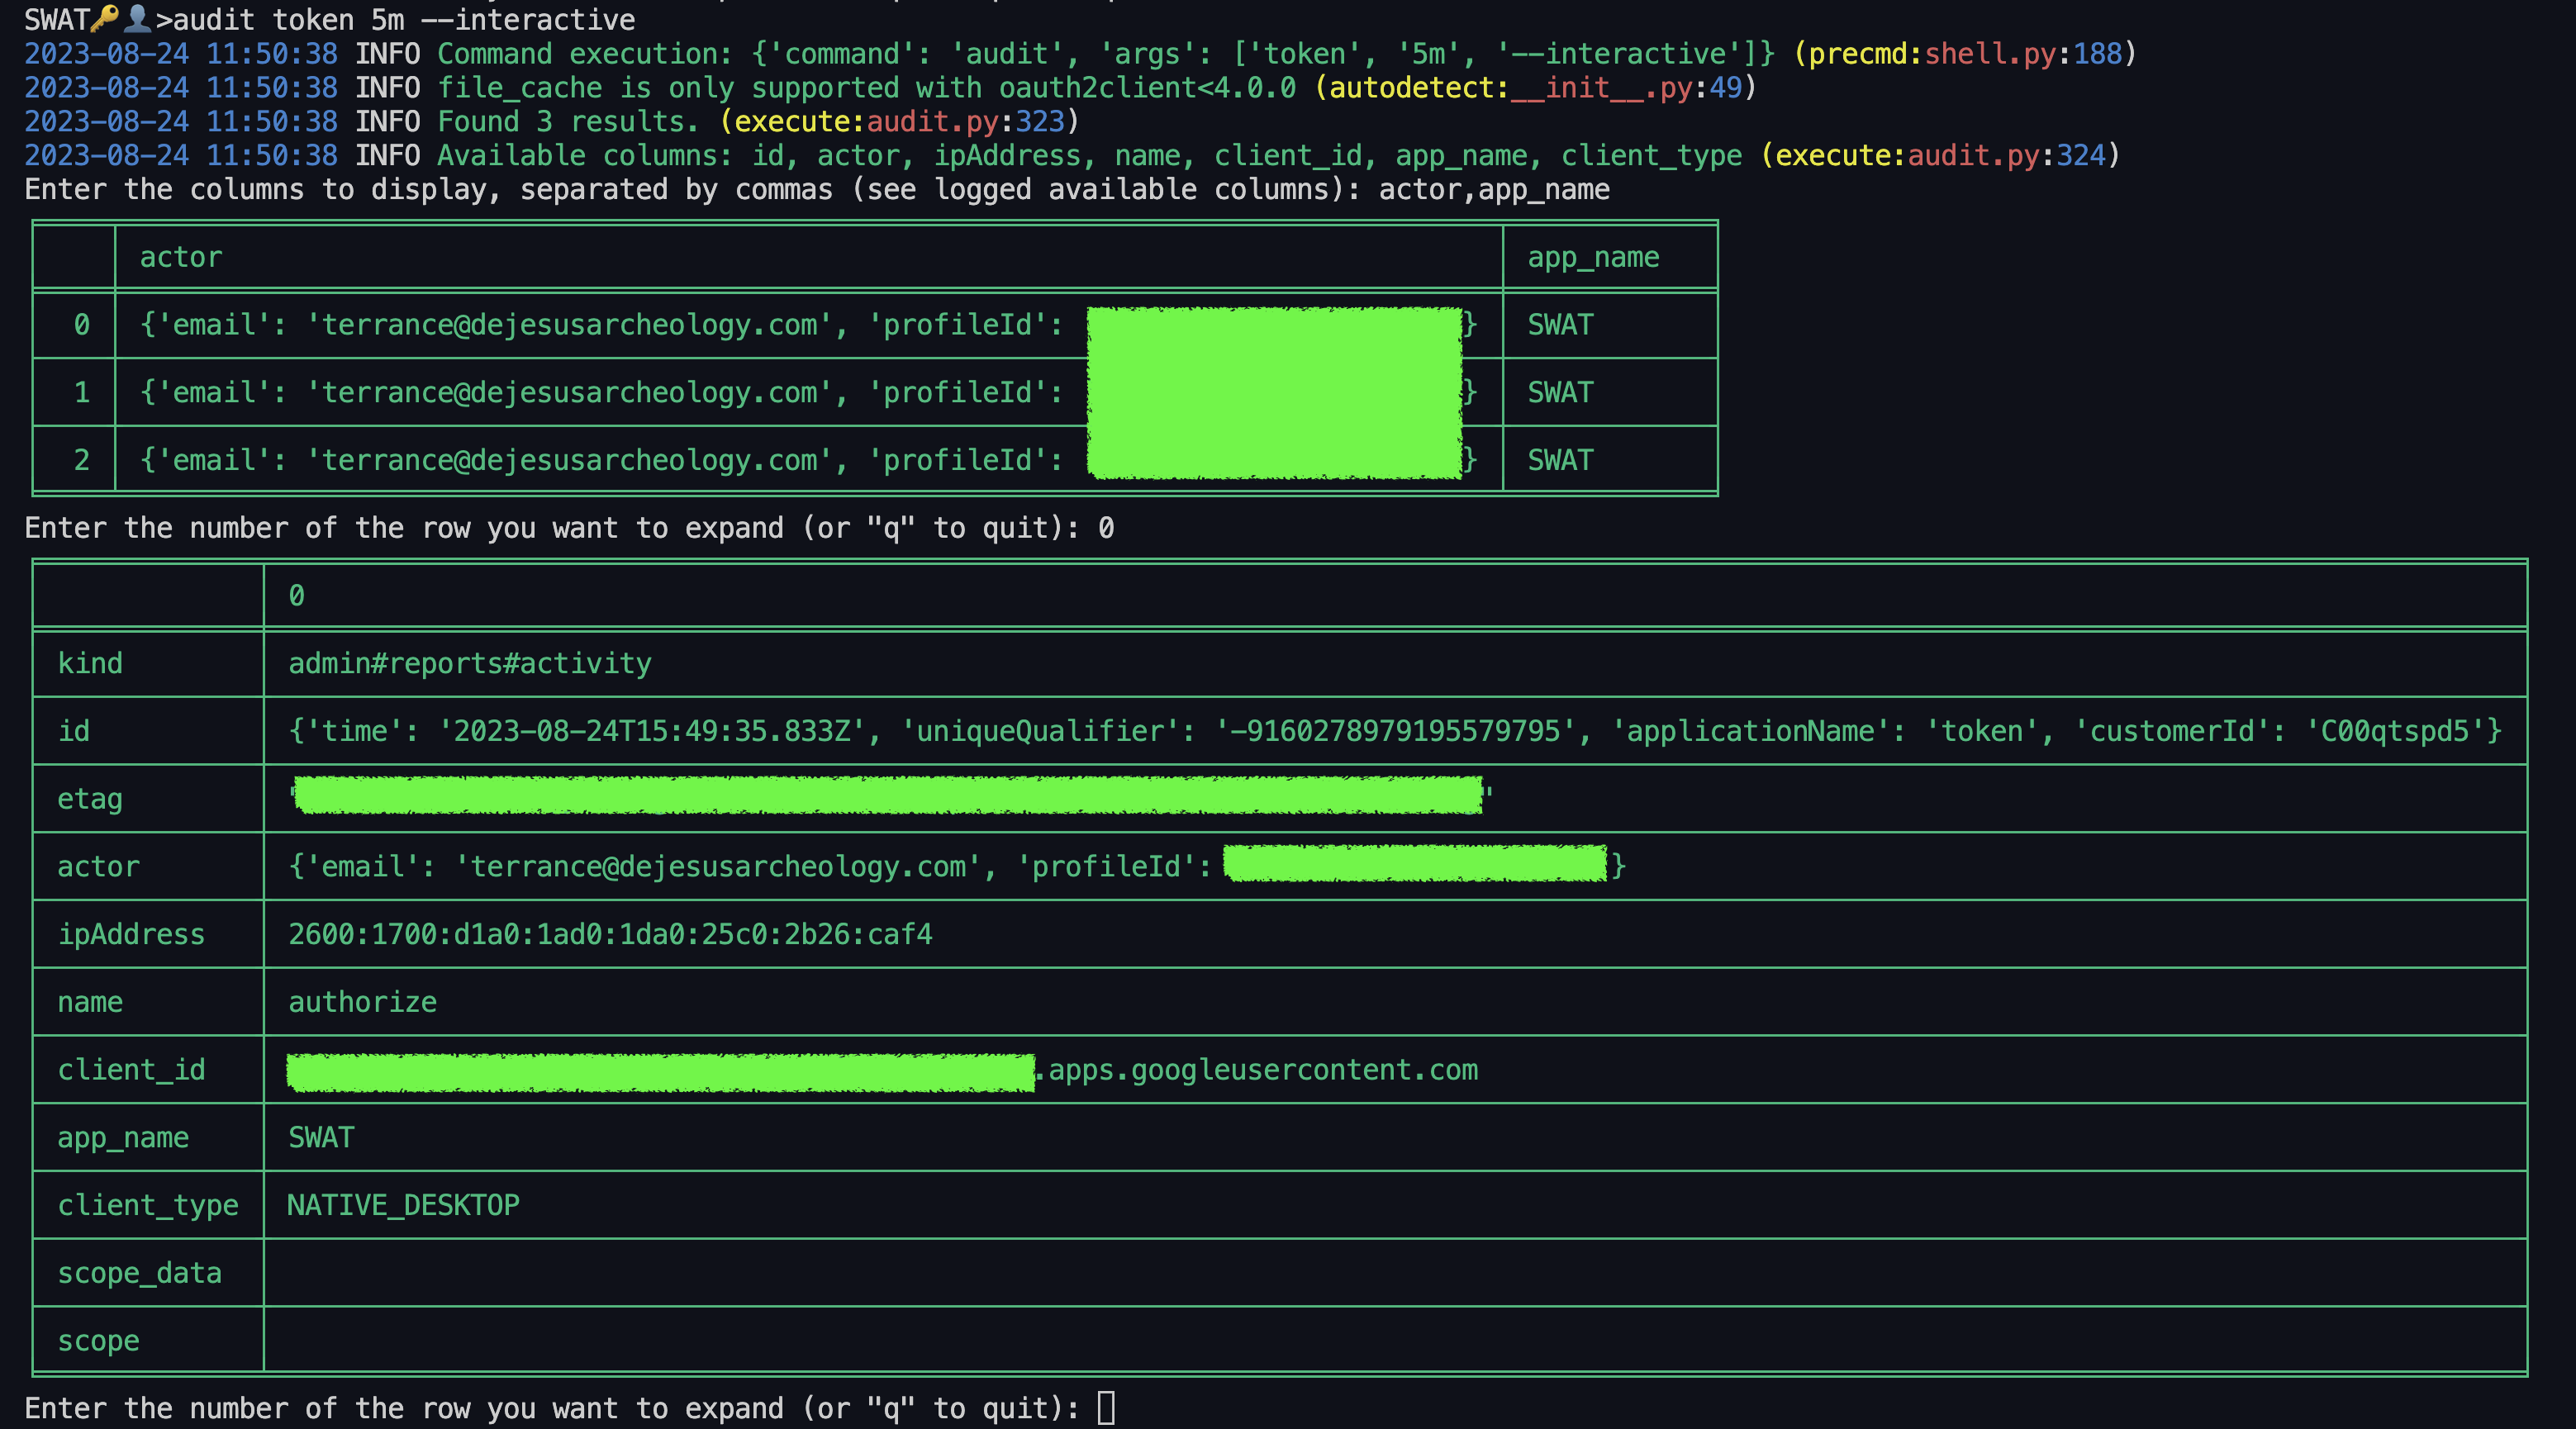 SWAT🔑👤>audit token 5m --interactive
2023-08-24 11:50:38 INFO Command execution: {'command': 'audit', 'args': ['token', '5m', '--interactive']} (precmd:shell.py:188)
2023-08-24 11:50:38 INFO file_cache is only supported with oauth2client<4.0.0 (autodetect:__init__.py:49)
2023-08-24 11:50:38 INFO Found 3 results. (execute:audit.py:323)
2023-08-24 11:50:38 INFO Available columns: id, actor, ipAddress, name, client_id, app_name, client_type (execute:audit.py:324)
Enter the columns to display, separated by commas (see logged available columns): actor,app_name
actor app_name
0 {'email': 'terrance@dejesusarcheology.com', 'profileId': } SWAT
1 {'email': 'terrance@dejesusarcheology.com', 'profileId': } SWAT
2 {'email': 'terrance@dejesusarcheology.com', 'profileId': } SWAT
Enter the number of the row you want to expand (or "q" to quit): 0
0
kind admin#reports#activity
id {'time': '2023-08-24T15:49:35.833Z', 'uniqueQualifier': '-9160278979195579795', 'applicationName': 'token', 'customerId': 'C00qtspd5'}
etag " "
actor {'email': 'terrance@dejesusarcheology.com', 'profileId': }
ipAddress 2600:1700:d1a0:1ad0:1da0:25c0:2b26:caf4
name authorize
client_id .apps.googleusercontent.com
app_name SWAT
client_type NATIVE_DESKTOP
scope_data
scope
Enter the number of the row you want to expand (or "q" to quit):